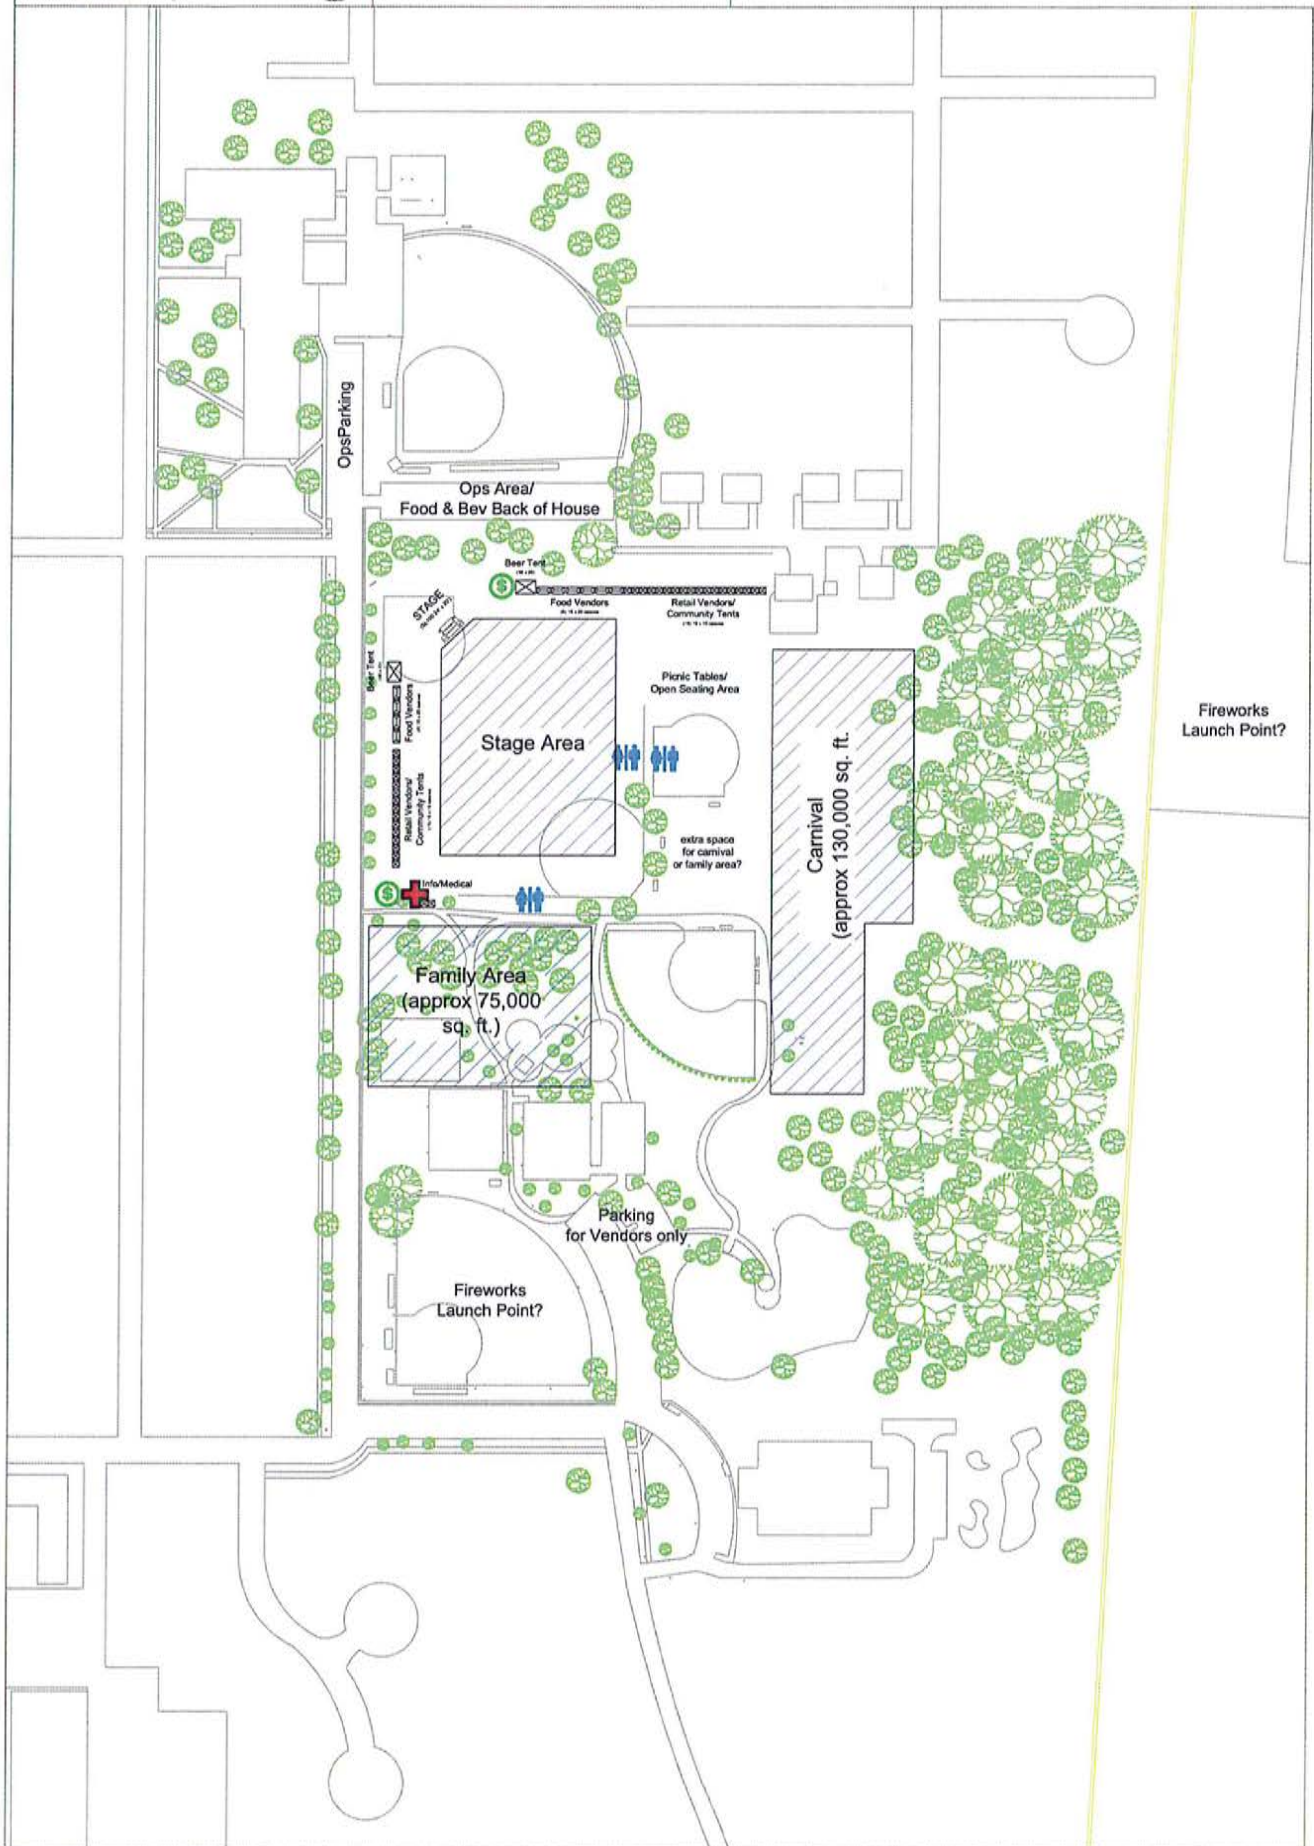 OpsParking
Ops Area/
Food & Bev Back of House
Beer Tent
Food Vendors
Retail Vendors/
Community Tents
STAGE
Beer Tent
Food Vendors
Retail Vendors/
Community Tents
Stage Area
Picnic Tables/
Open Seating Area
Carnival
(approx 130,000 sq. ft.
Fireworks
Launch Point?
extra space
for carnival
or family area?
$
$
Info/Medical
Family Area
(approx 75,000
sq. ft.)
Parking
for Vendors only
Fireworks
Launch Point?